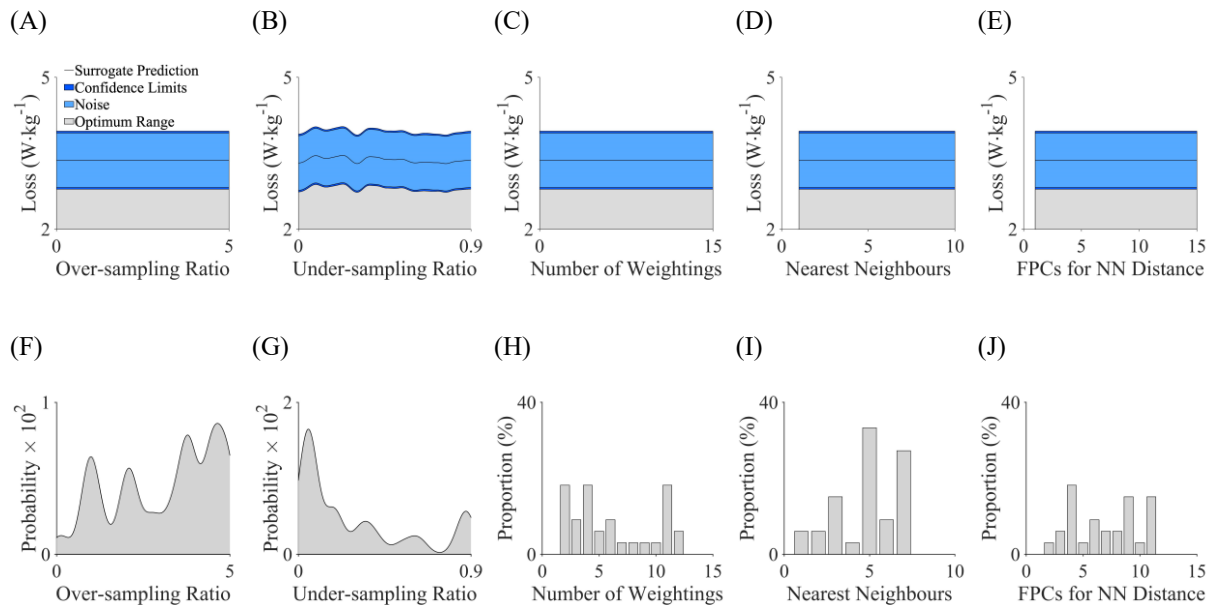 (A)
(B)
(C)
(D)
(E)
Loss (W·kg⁻¹)
5
2
— Surrogate Prediction
Confidence Limits
Noise
Optimum Range
0
5
Over-sampling Ratio
Loss (W·kg⁻¹)
5
2
0
0.9
Under-sampling Ratio
Loss (W·kg⁻¹)
5
2
0
15
Number of Weightings
Loss (W·kg⁻¹)
5
2
0
5
10
Nearest Neighbours
Loss (W·kg⁻¹)
5
2
0
5
10
15
FPCs for NN Distance
(F)
(G)
(H)
(I)
(J)
Probability × 10²
1
0
0
5
Over-sampling Ratio
Probability × 10²
2
0
0
0.9
Under-sampling Ratio
Proportion (%)
40
0
0
5
10
15
Number of Weightings
Proportion (%)
40
0
0
5
10
Nearest Neighbours
Proportion (%)
40
0
0
5
10
15
FPCs for NN Distance